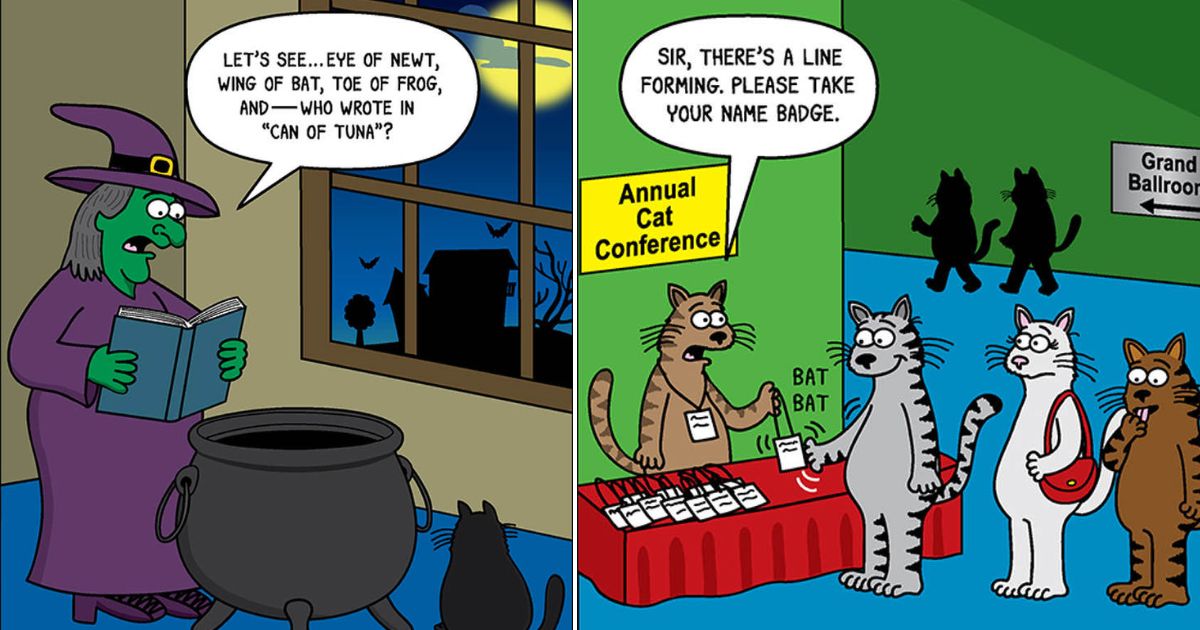 LET'S SEE...EYE OF NEWT,
WING OF BAT, TOE OF FROG,
AND—WHO WROTE IN
"CAN OF TUNA"?
SIR, THERE'S A LINE
FORMING. PLEASE TAKE
YOUR NAME BADGE.
Annual
Cat
Conference
Grand
Ballroom
BAT
BAT